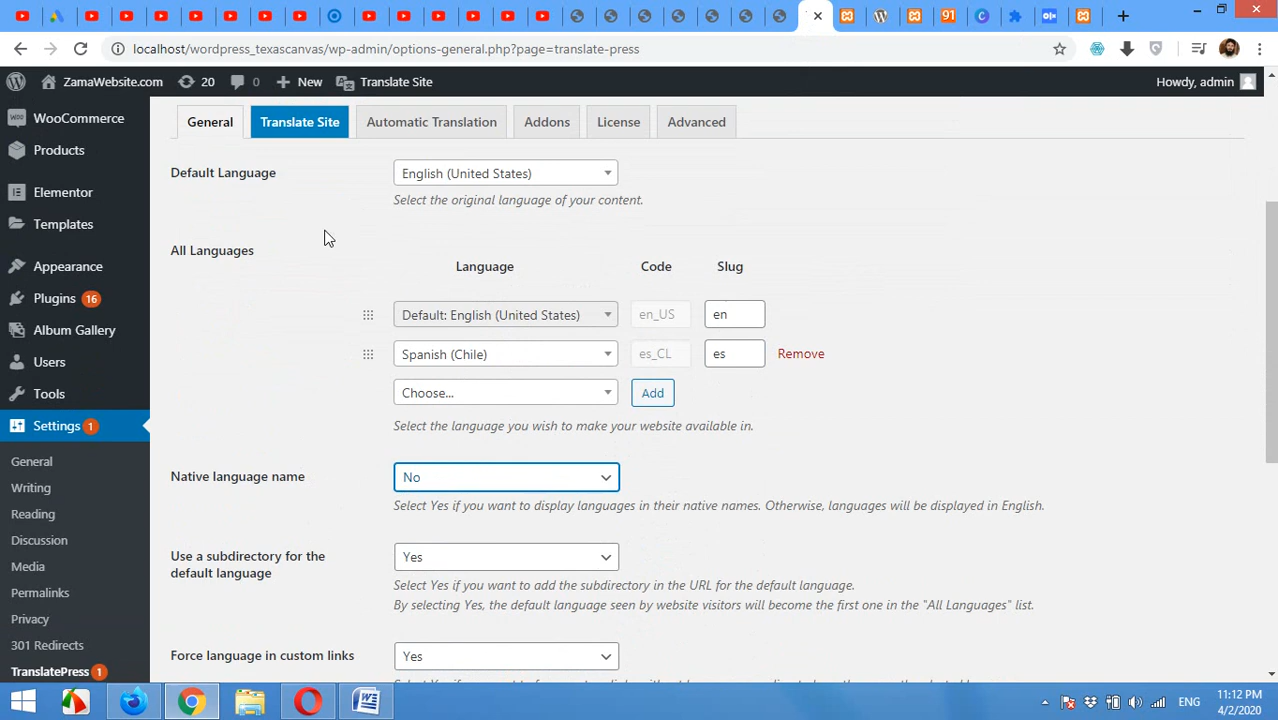 localhost/wordpress_texascanvas/wp-admin/options-general.php?page=translate-press
ZamaWebsite.com 20 0 New Translate Site Howdy, admin
WooCommerce
Products
Elementor
Templates
Appearance
Plugins 16
Album Gallery
Users
Tools
Settings 1
General
Writing
Reading
Discussion
Media
Permalinks
Privacy
301 Redirects
TranslatePress 1
General Translate Site Automatic Translation Addons License Advanced
Default Language English (United States)
Select the original language of your content.
All Languages
Language Code Slug
Default: English (United States) en_US en
Spanish (Chile) es_CL es Remove
Choose... Add
Select the language you wish to make your website available in.
Native language name No
Select Yes if you want to display languages in their native names. Otherwise, languages will be displayed in English.
Use a subdirectory for the
default language
Yes
Select Yes if you want to add the subdirectory in the URL for the default language.
By selecting Yes, the default language seen by website visitors will become the first one in the "All Languages" list.
Force language in custom links Yes
ENG
11:12 PM
4/2/2020